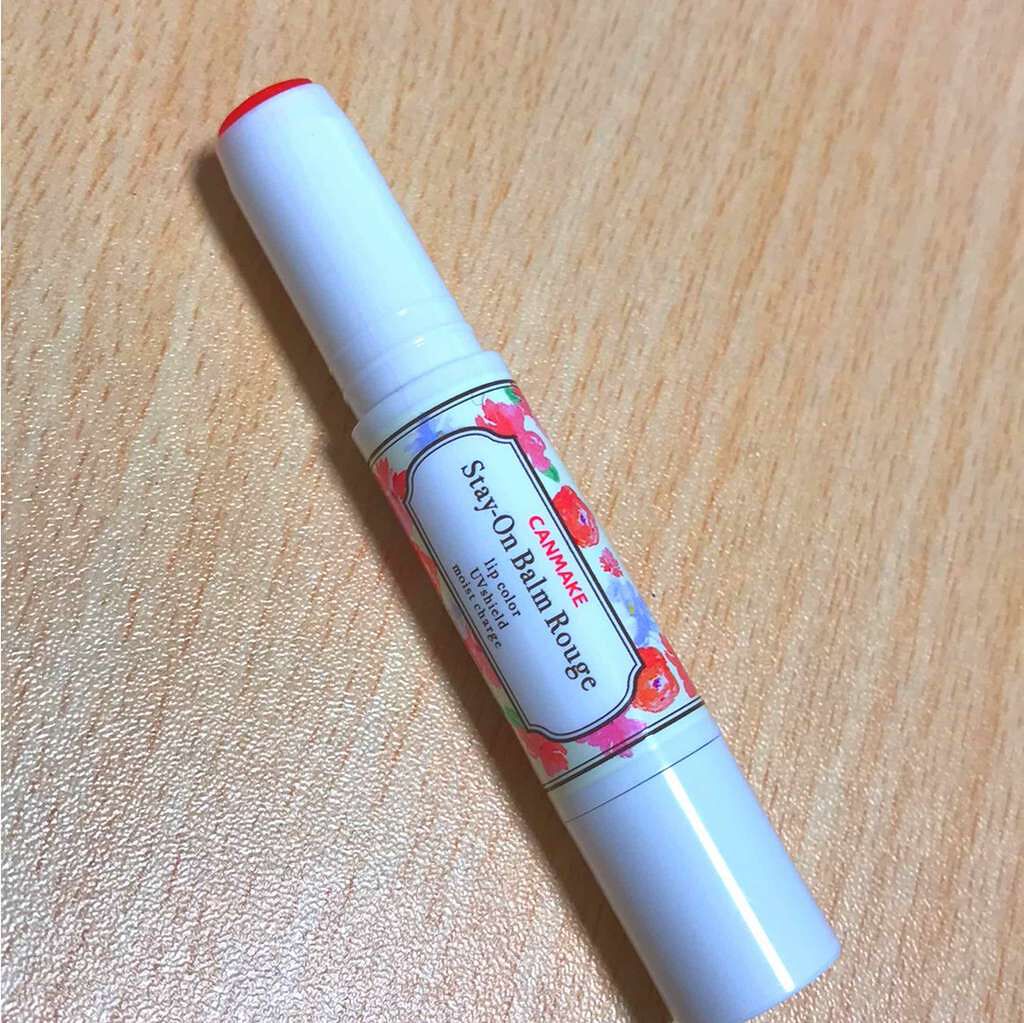 CANMAKE
Stay-On Balm Rouge
lip color
UVshield
moist charge